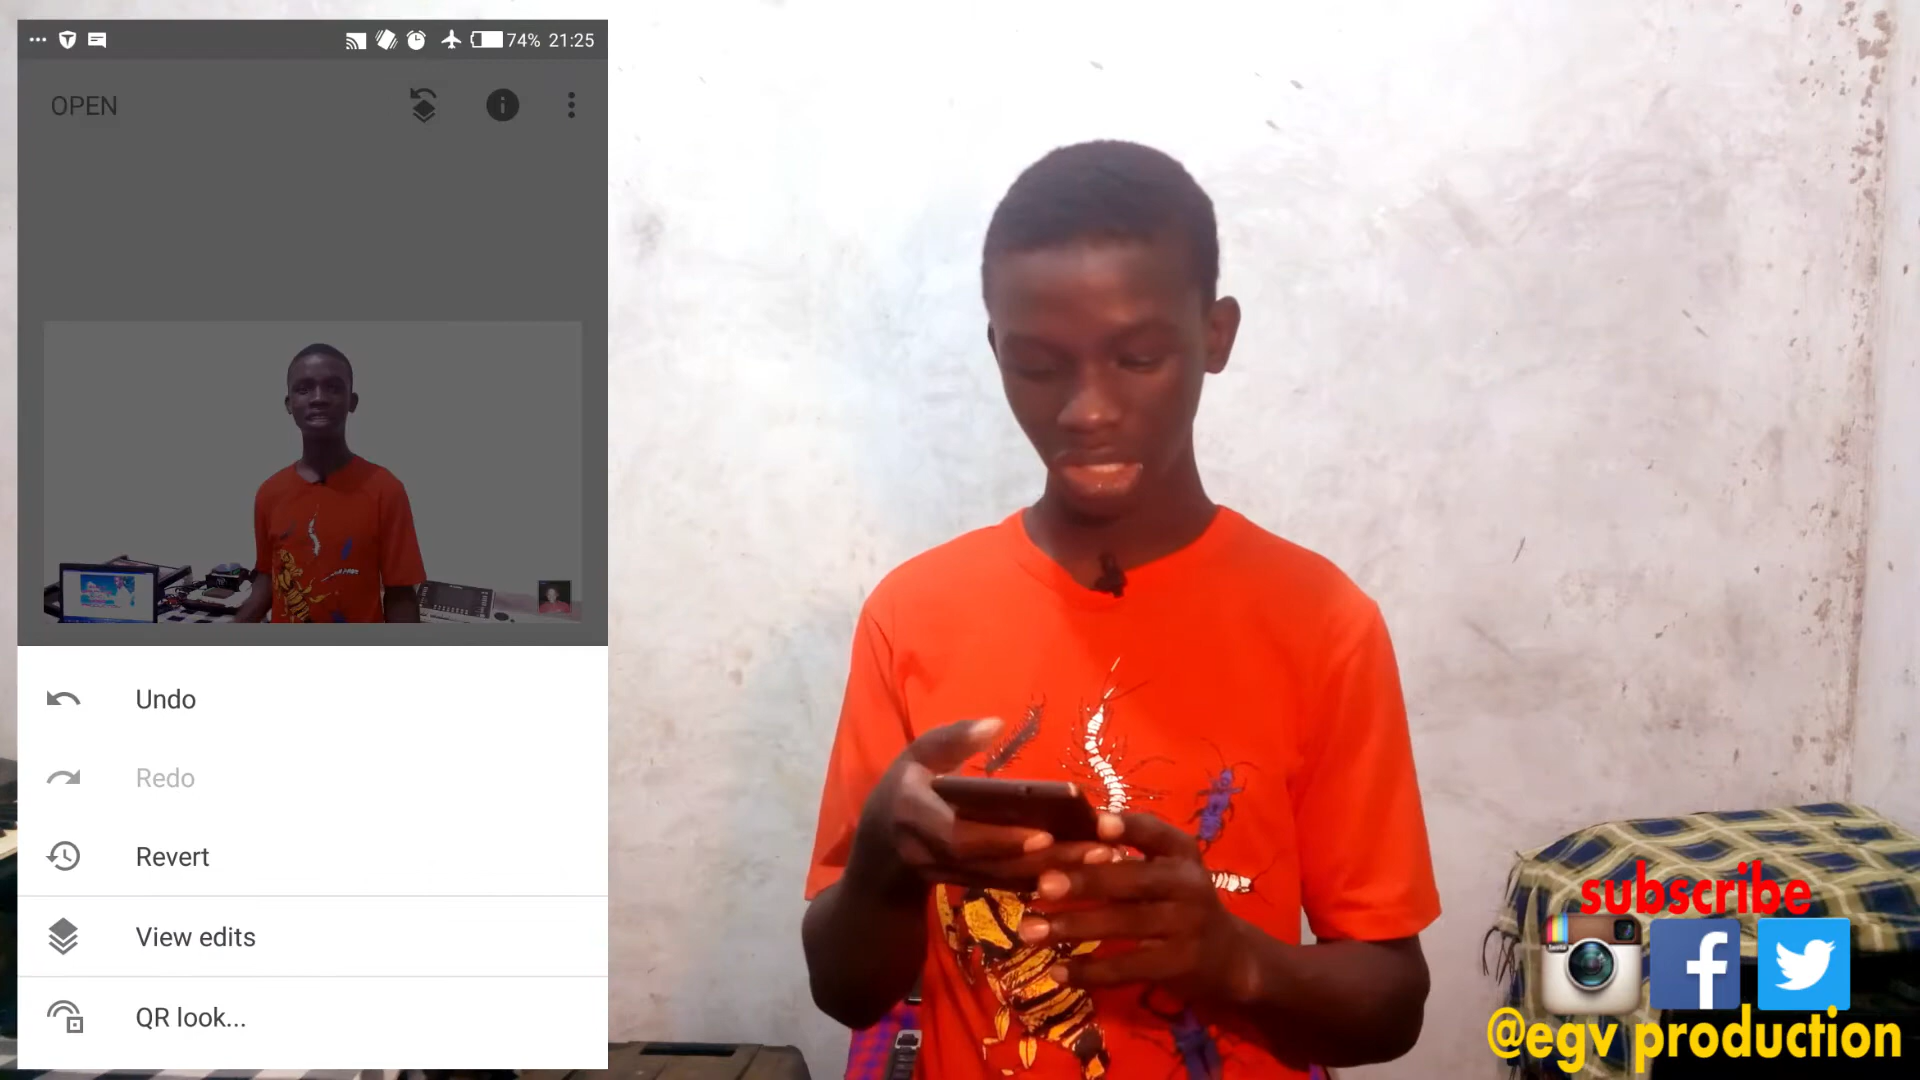 74% 21:25
OPEN
Undo
Redo
Revert
View edits
QR look...
subscribe
@egv production